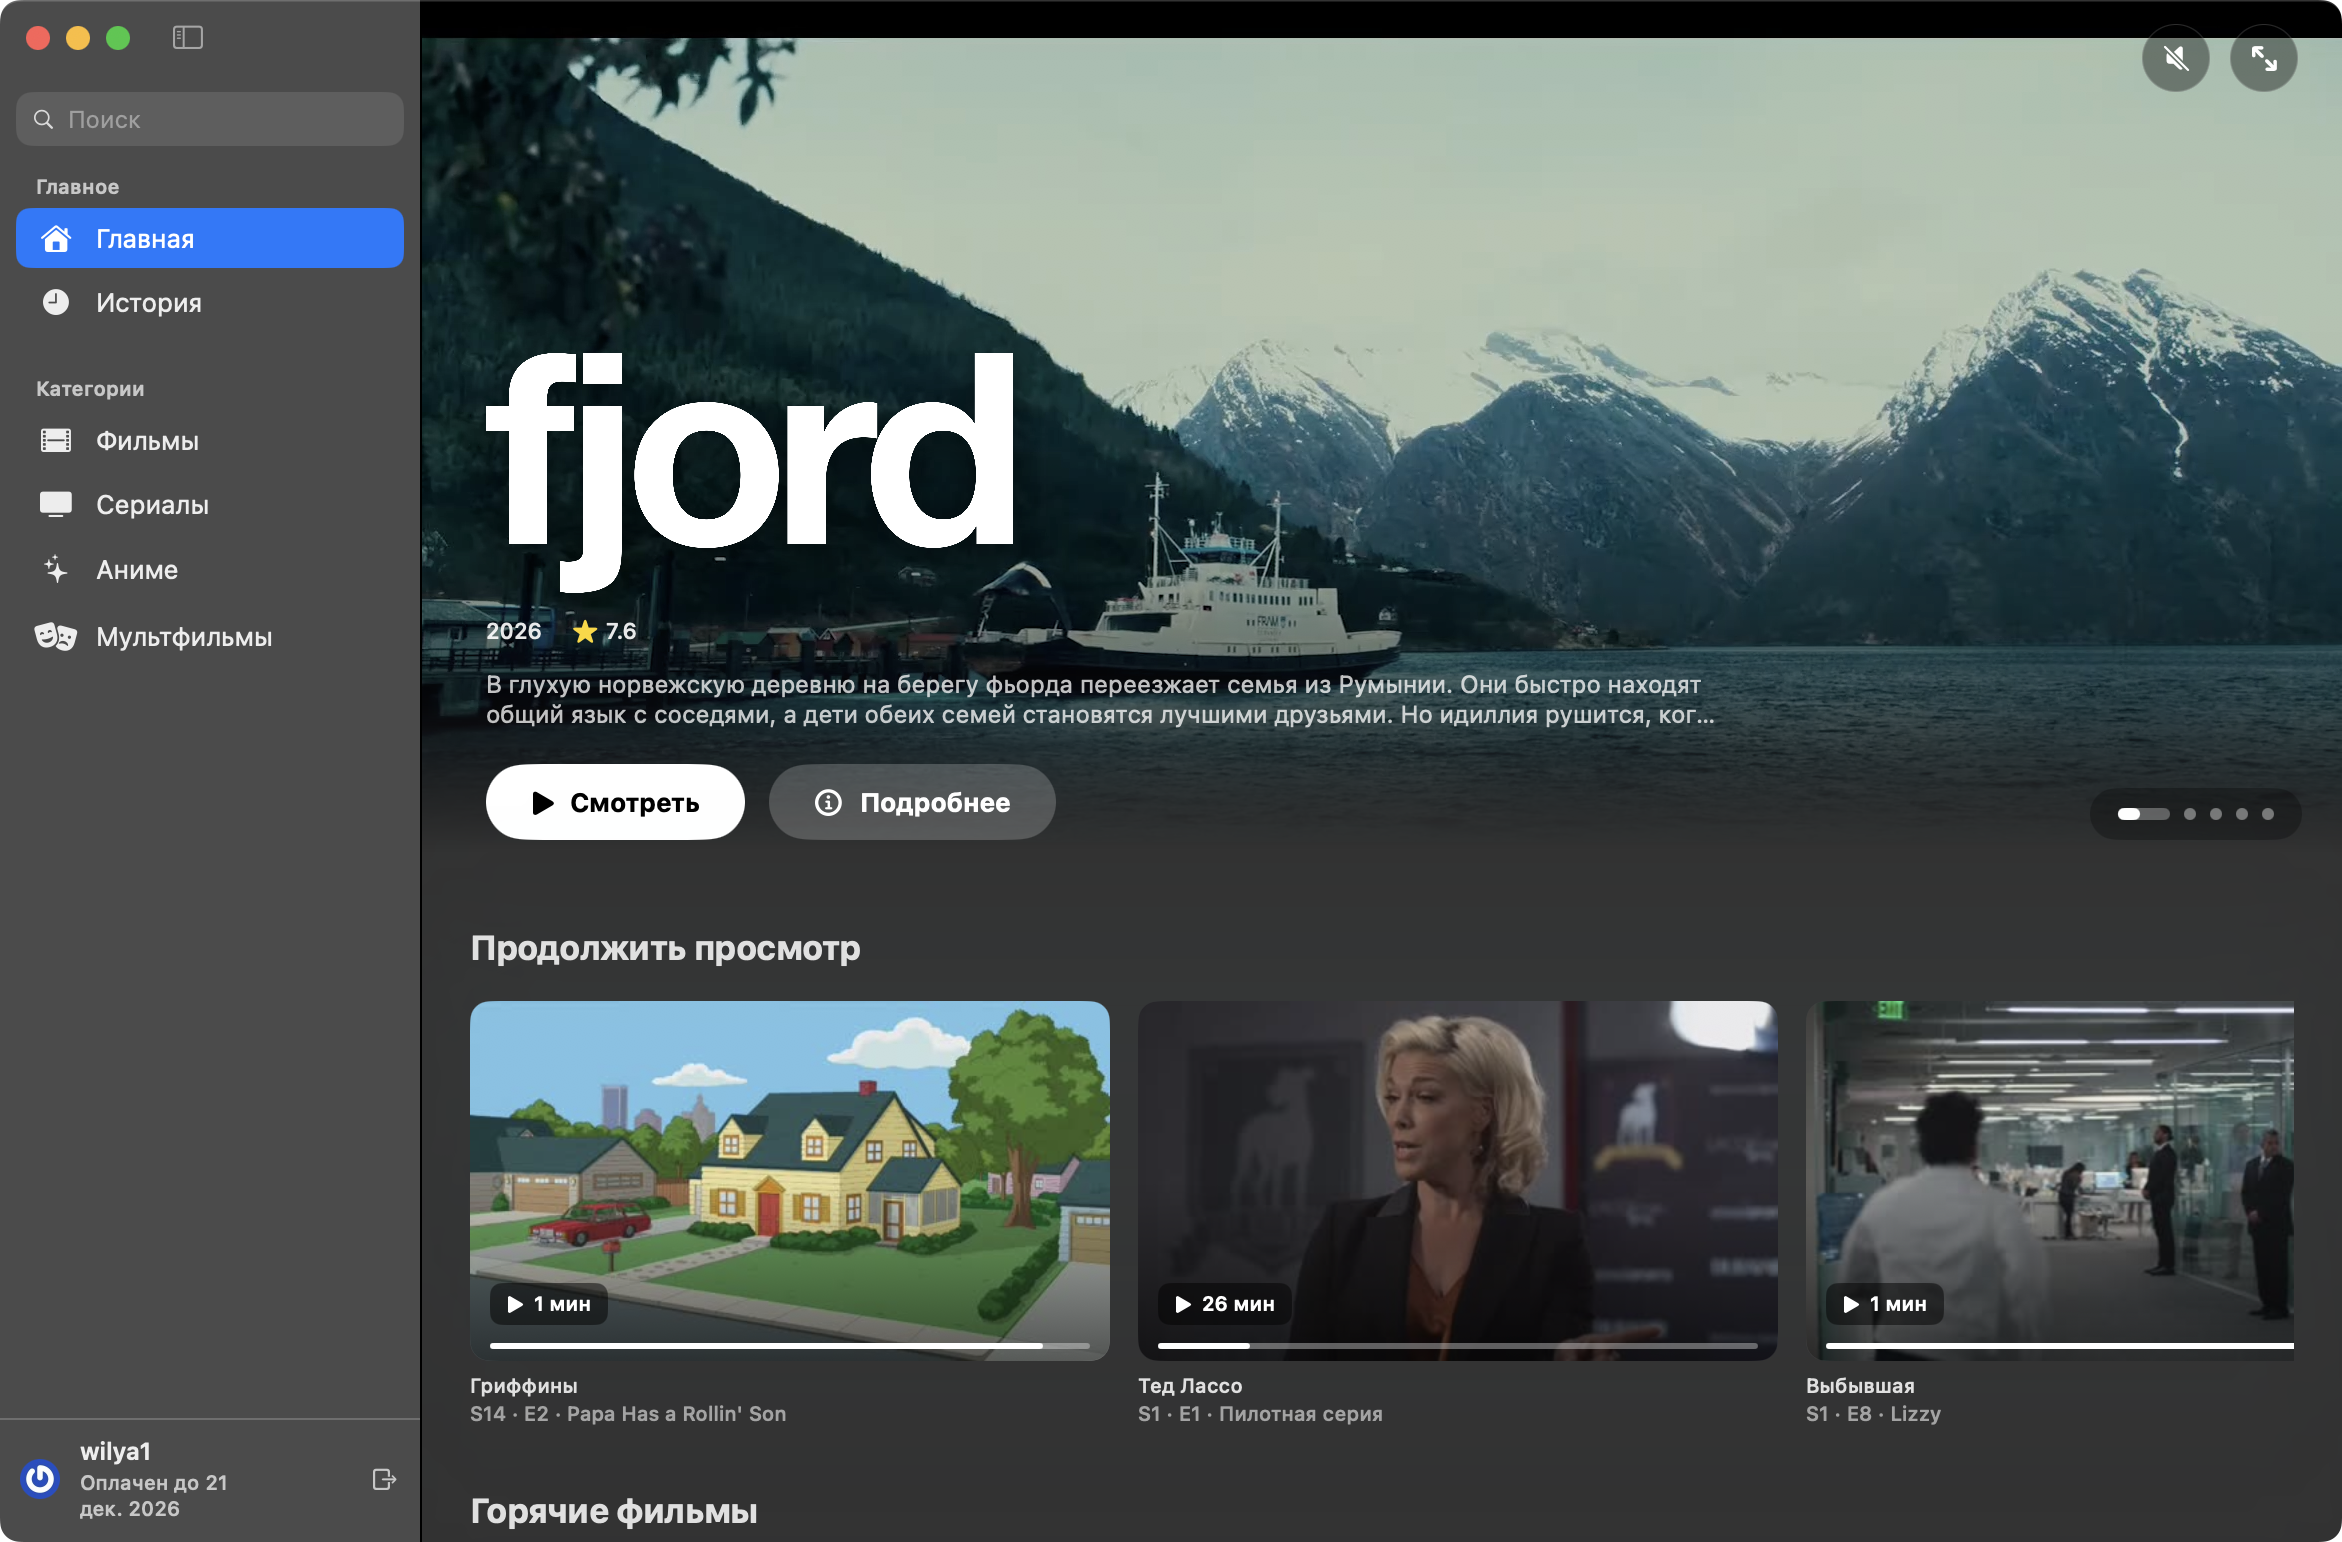 Поиск
Главное
Главная
История
Категории
Фильмы
Сериалы
Аниме
Мультфильмы
wilya1
Оплачен до 21
дек. 2026
fjord
FRAM
2026 7.6
В глухую норвежскую деревню на берегу фьорда переезжает семья из Румынии. Они быстро находят
общий язык с соседями, а дети обеих семей становятся лучшими друзьями. Но идиллия рушится, ког...
Смотреть
Подробнее
Продолжить просмотр
1 мин
Гриффины
S14 · E2 · Papa Has a Rollin' Son
26 мин
Тед Лассо
S1 · E1 · Пилотная серия
1 мин
Выбывшая
S1 · E8 · Lizzy
Горячие фильмы